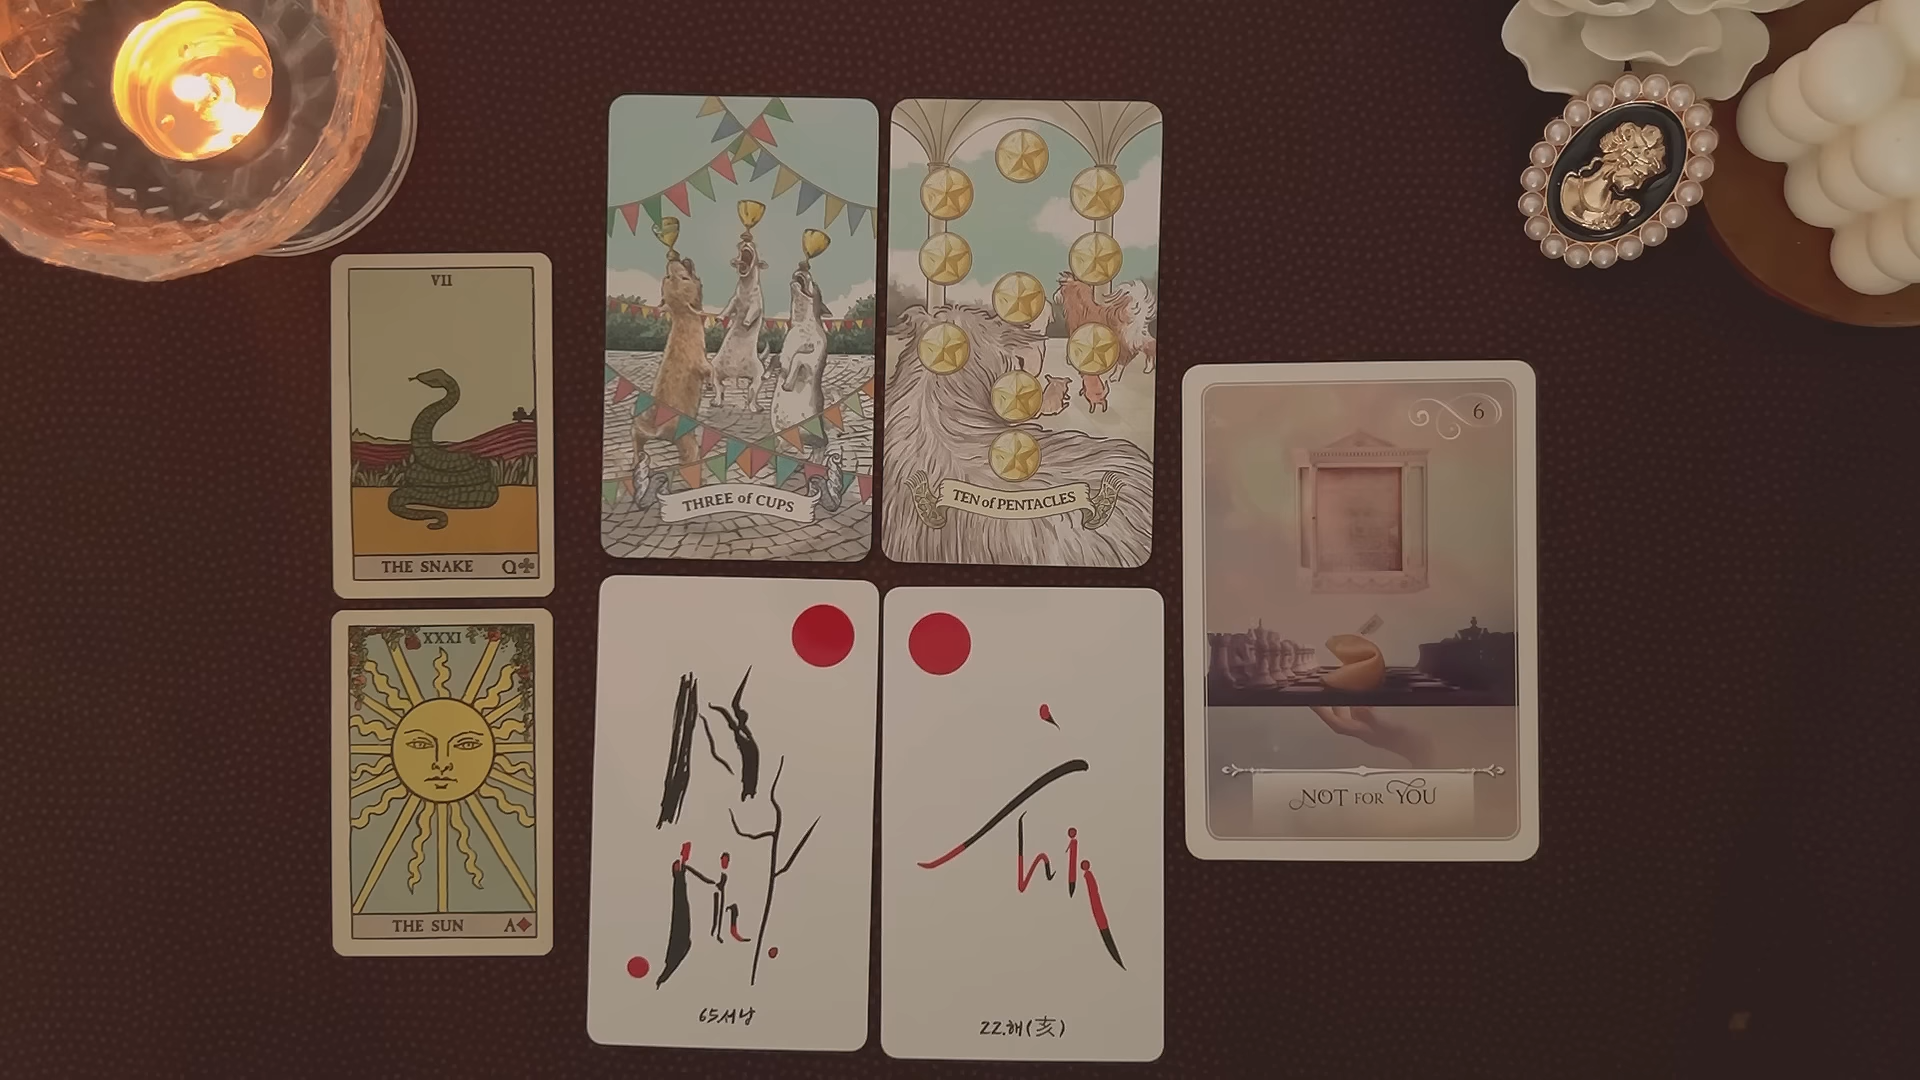 VII
THE SNAKE Q♣
XXXI
THE SUN A♦
THREE of CUPS
TEN of PENTACLES
65서남
22.해(亥)
6
NOT FOR YOU